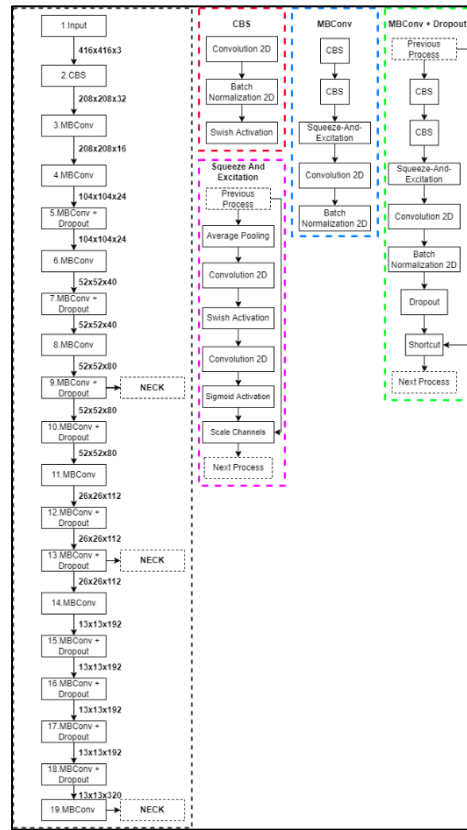 1.Input
416x416x3
2.CBS
208x208x32
3.MBConv
208x208x16
4.MBConv
104x104x24
5.MBConv +
Dropout
104x104x24
6.MBConv
52x52x40
7.MBConv +
Dropout
52x52x40
8.MBConv
52x52x80
9.MBConv +
Dropout
NECK
52x52x80
10.MBConv +
Dropout
52x52x80
11.MBConv
26x26x112
12.MBConv +
Dropout
26x26x112
13.MBConv +
Dropout
NECK
26x26x112
14.MBConv
13x13x192
15.MBConv +
Dropout
13x13x192
16.MBConv +
Dropout
13x13x192
17.MBConv +
Dropout
13x13x192
18.MBConv +
Dropout
13x13x320
19.MBConv
NECK
CBS
Convolution 2D
Batch
Normalization 2D
Swish Activation
Squeeze And
Excitation
Previous
Process
Average Pooling
Convolution 2D
Swish Activation
Convolution 2D
Sigmoid Activation
Scale Channels
Next Process
MBConv
CBS
CBS
Squeeze-And-
Excitation
Convolution 2D
Batch
Normalization 2D
MBConv + Dropout
Previous
Process
CBS
CBS
Squeeze-And-
Excitation
Convolution 2D
Batch
Normalization 2D
Dropout
Shortcut
Next Process